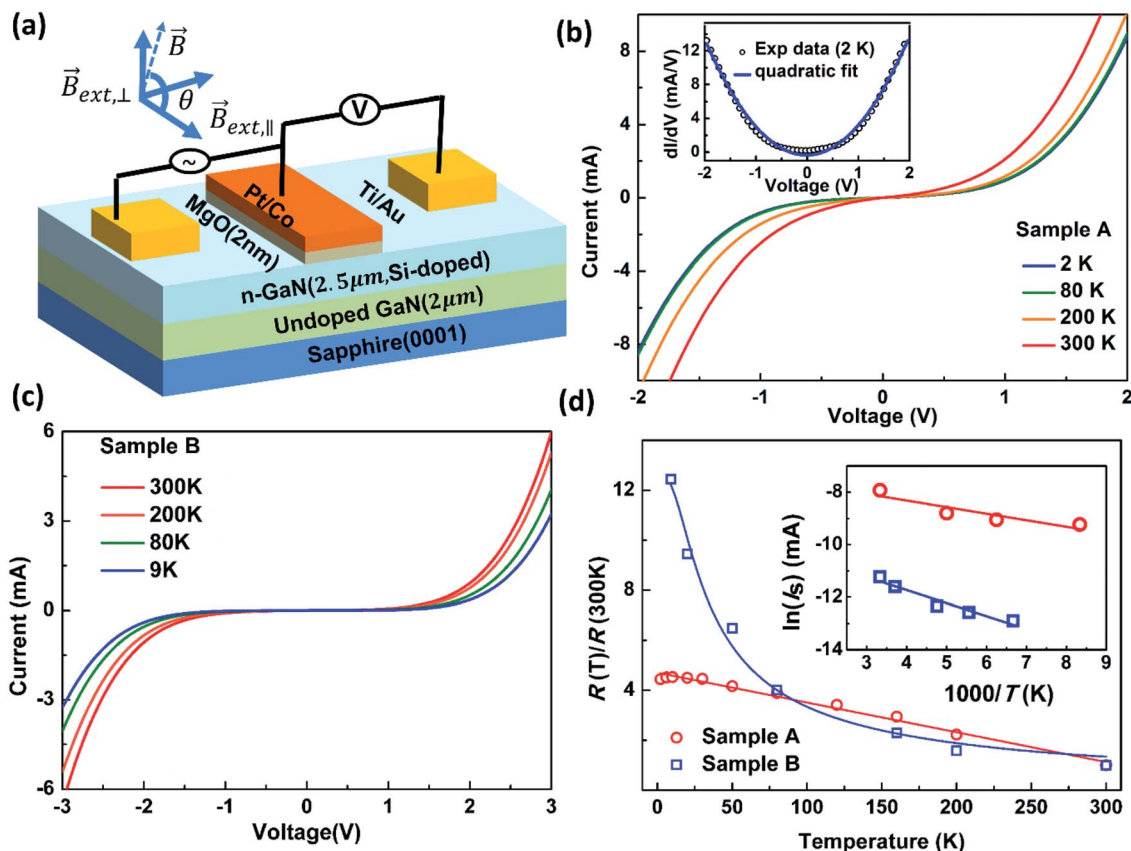 (a)
B⃗
B⃗ext,⊥
θ
B⃗ext,∥
V
~
Pt/Co
Ti/Au
MgO(2nm)
n-GaN(2.5μm,Si-doped)
Undoped GaN(2μm)
Sapphire(0001)
(b)
Current (mA)
8
4
0
-4
-8
-2 -1 0 1 2
Voltage (V)
dI/dV (mA/V)
12
8
4
0
-2 -1 0 1 2
Voltage (V)
Exp data (2 K)
quadratic fit
Sample A
2 K
80 K
200 K
300 K
(c)
Current (mA)
6
3
0
-3
-6
-3 -2 -1 0 1 2 3
Voltage(V)
Sample B
300K
200K
80K
9K
(d)
R(T)/R(300K)
12
8
4
0 50 100 150 200 250 300
Temperature (K)
Sample A
Sample B
ln(Is) (mA)
-8
-10
-12
-14
3 4 5 6 7 8 9
1000/T(K)